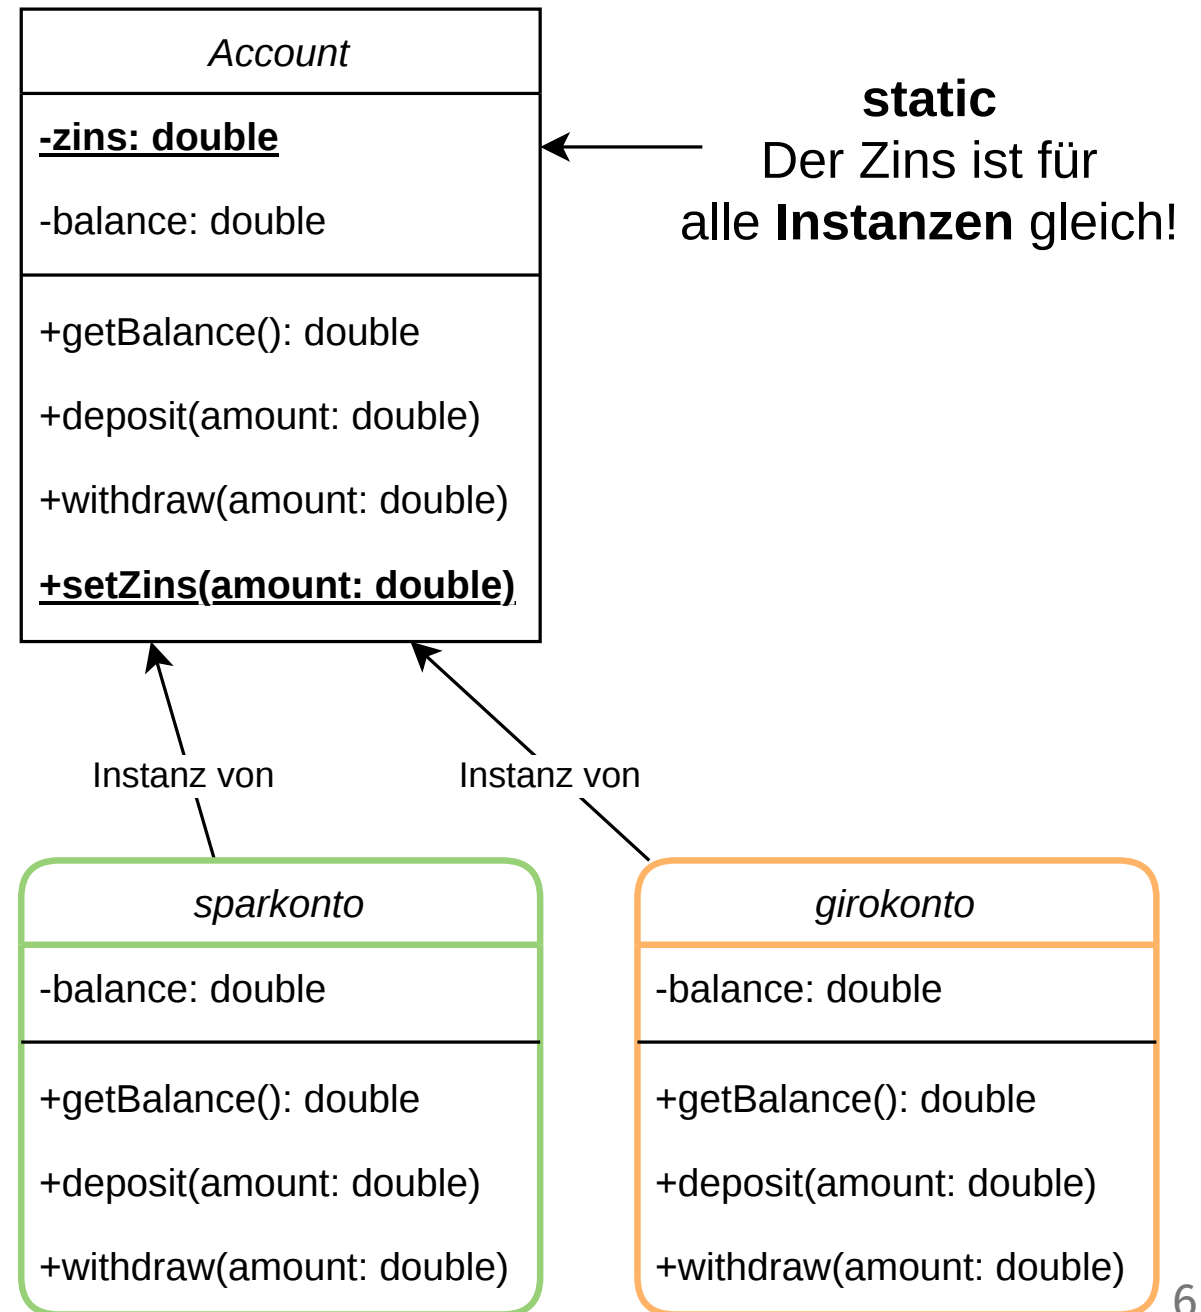 Account
-zins: double
-balance: double
+getBalance(): double
+deposit(amount: double)
+withdraw(amount: double)
+setZins(amount: double)
static
Der Zins ist für
alle Instanzen gleich!
Instanz von
Instanz von
sparkonto
-balance: double
+getBalance(): double
+deposit(amount: double)
+withdraw(amount: double)
girokonto
-balance: double
+getBalance(): double
+deposit(amount: double)
+withdraw(amount: double)
6